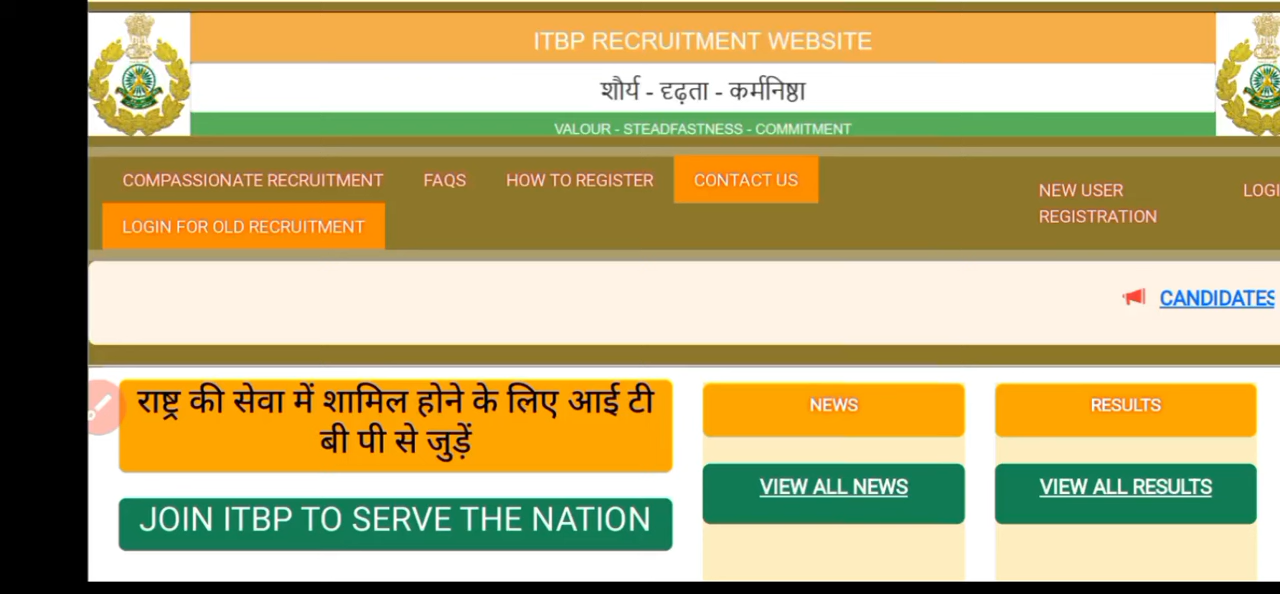 ITBP RECRUITMENT WEBSITE
शौर्य - दृढ़ता - कर्मनिष्ठा
VALOUR - STEADFASTNESS - COMMITMENT
COMPASSIONATE RECRUITMENT
FAQS
HOW TO REGISTER
CONTACT US
NEW USER
REGISTRATION
LOGI
LOGIN FOR OLD RECRUITMENT
CANDIDATES
राष्ट्र की सेवा में शामिल होने के लिए आई टी
बी पी से जुड़ें
NEWS
RESULTS
VIEW ALL NEWS
VIEW ALL RESULTS
JOIN ITBP TO SERVE THE NATION